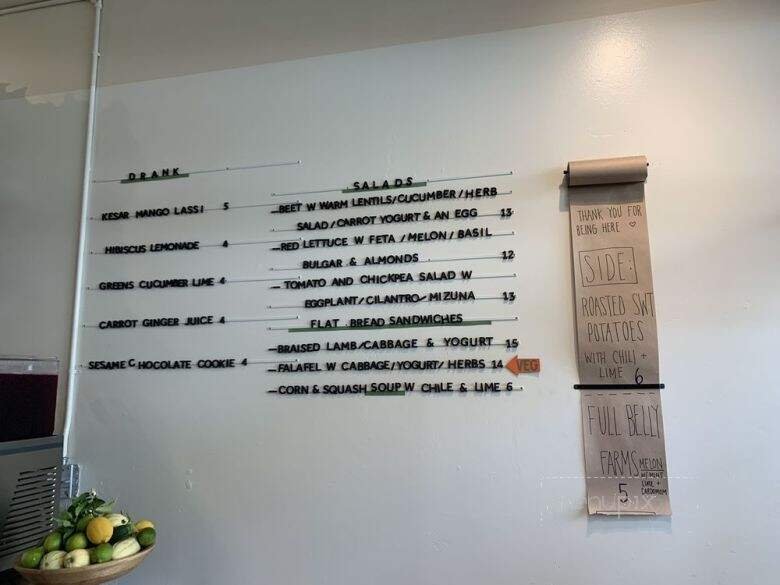 DRANK
KESAR MANGO LASSI 5
HIBISCUS LEMONADE 4
GREENS CUCUMBER LIME 4
CARROT GINGER JUICE 4
SESAME CHOCOLATE COOKIE 4
SALADS
BEET W WARM LENTILS/CUCUMBER/HERB
SALAD/CARROT YOGURT & AN EGG 13
RED LETTUCE W FETA /MELON/ BASIL
BULGAR & ALMONDS 12
TOMATO AND CHICKPEA SALAD W
EGGPLANT/CILANTRO/MIZUNA 13
FLAT BREAD SANDWICHES
BRAISED LAMB/CABBAGE & YOGURT 15
FALAFEL W CABBAGE/YOGURT/ HERBS 14 VEG
CORN & SQUASH SOUP W CHILE & LIME 6
THANK YOU FOR
BEING HERE ♡
SIDE:
ROASTED SWT
POTATOES
WITH CHILI +
LIME 6
FULL BELLY
FARMS MELON
W/ MINT
LIME +
CARDOMOM
5